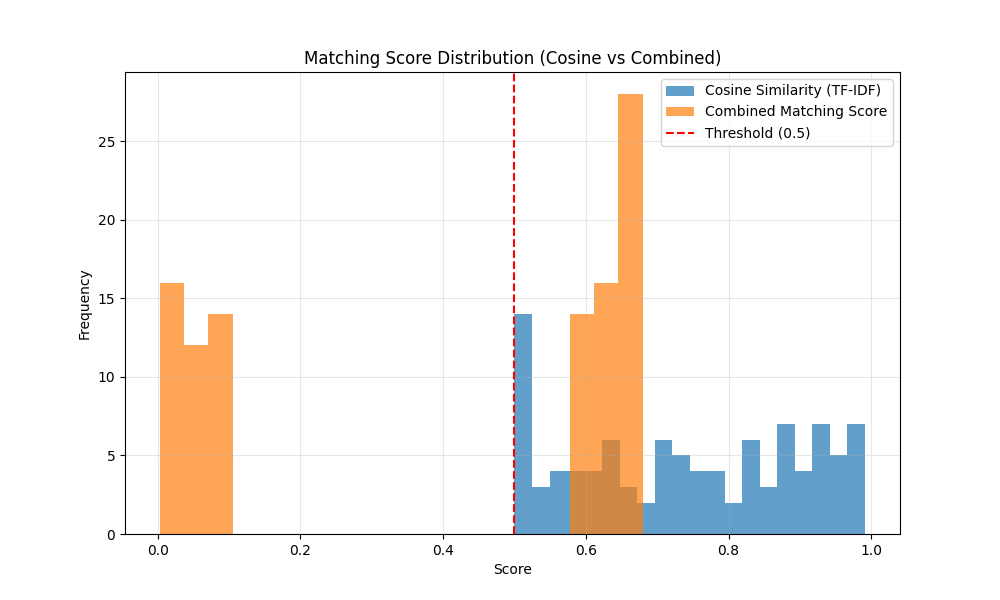 Matching Score Distribution (Cosine vs Combined)
Cosine Similarity (TF-IDF)
Combined Matching Score
Threshold (0.5)
Frequency
25
20
15
10
5
0
0.0 0.2 0.4 0.6 0.8 1.0
Score